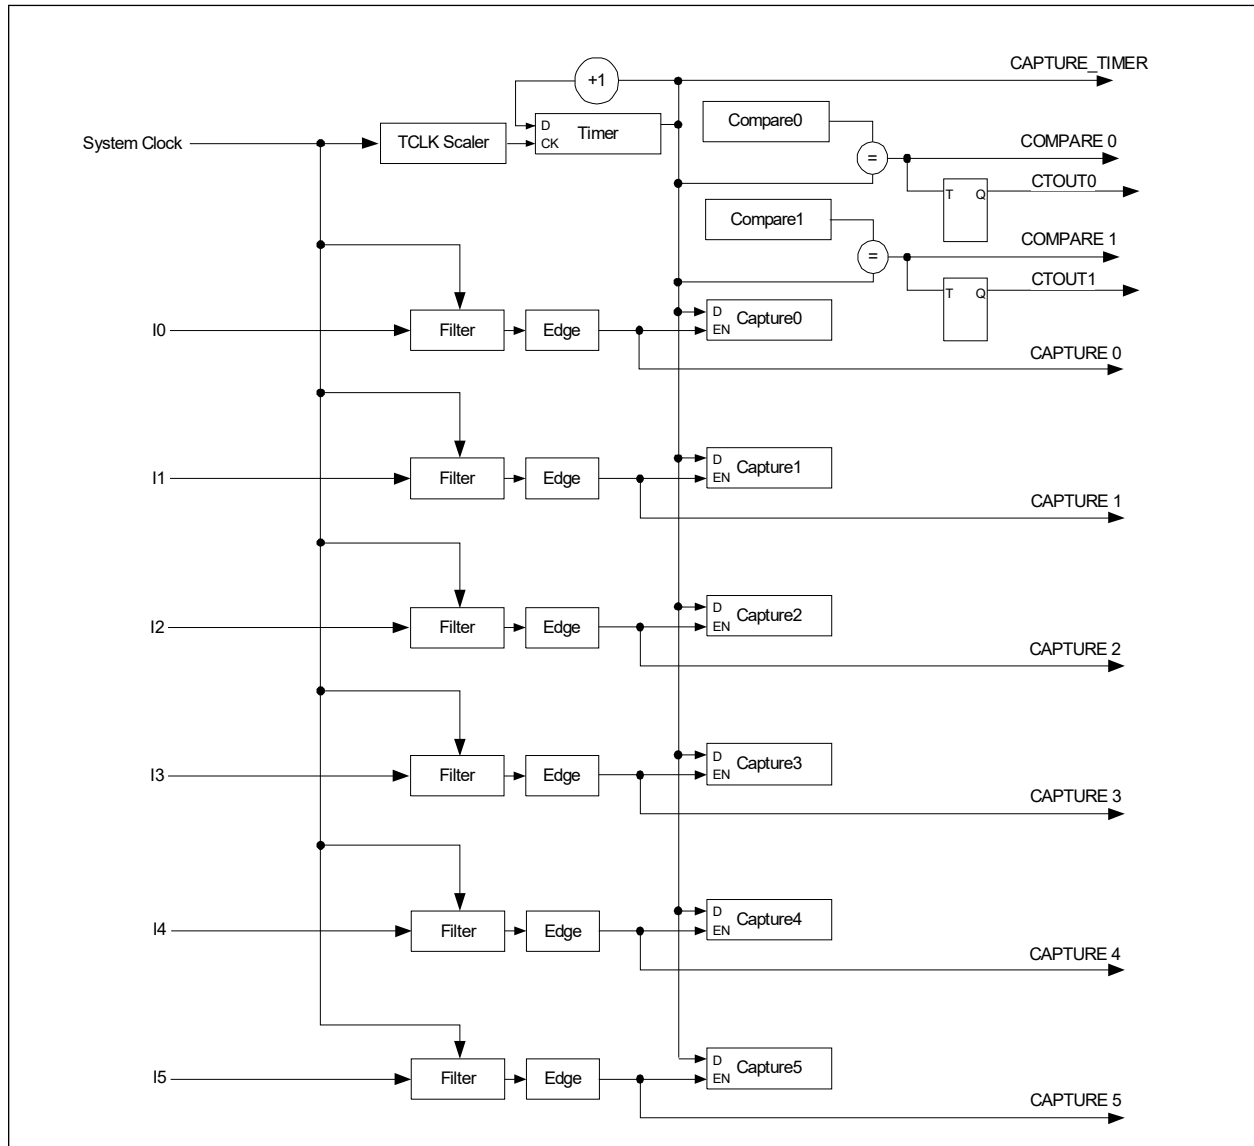 CAPTURE_TIMER
+1
D
CK
Timer
Compare0
System Clock
TCLK Scaler
=
COMPARE 0
T
Q
CTOUT0
Compare1
=
COMPARE 1
T
Q
CTOUT1
I0
Filter
Edge
D
EN
Capture0
CAPTURE 0
I1
Filter
Edge
D
EN
Capture1
CAPTURE 1
I2
Filter
Edge
D
EN
Capture2
CAPTURE 2
I3
Filter
Edge
D
EN
Capture3
CAPTURE 3
I4
Filter
Edge
D
EN
Capture4
CAPTURE 4
I5
Filter
Edge
D
EN
Capture5
CAPTURE 5